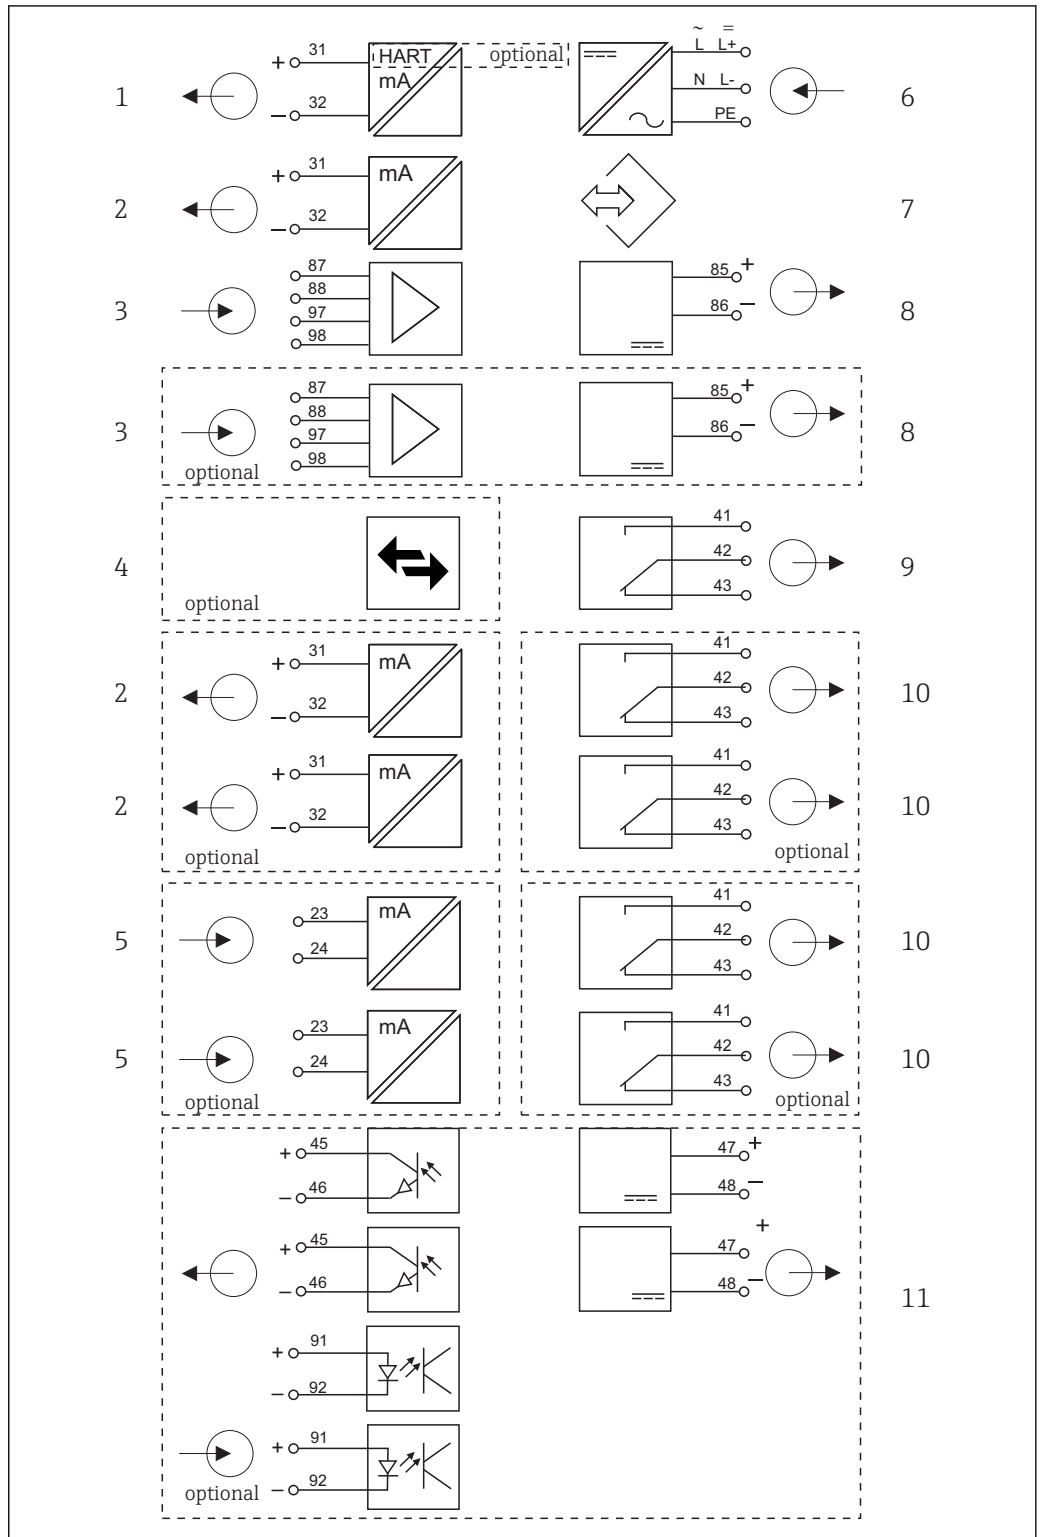 ~ =
31 HART optional L L+
+
1 mA N L- 6
32
− PE
31
+ mA
2 7
32
−
87 85 +
88
3 97 86 − 8
98
87 85 +
88
3 97 86 − 8
98
optional
41
4 42 9
43
optional
31 41
+ mA
2 42 10
32 43
−
31 41
+ mA
2 42 10
32 43
−
optional optional
23 mA 41
5 24 42 10
43
23 mA 41
5 24 42 10
43
optional optional
+ 45 47 +
− 46 48 −
+ 45 47 +
− 46 48 −
11
+ 91
− 92
+ 91
− 92
optional